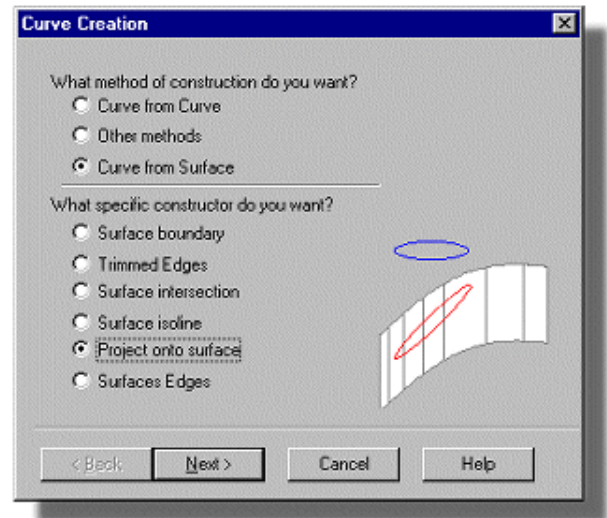 Curve Creation
What method of construction do you want?
Curve from Curve
Other methods
Curve from Surface
What specific constructor do you want?
Surface boundary
Trimmed Edges
Surface intersection
Surface isoline
Project onto surface
Surfaces Edges
< Back Next > Cancel Help